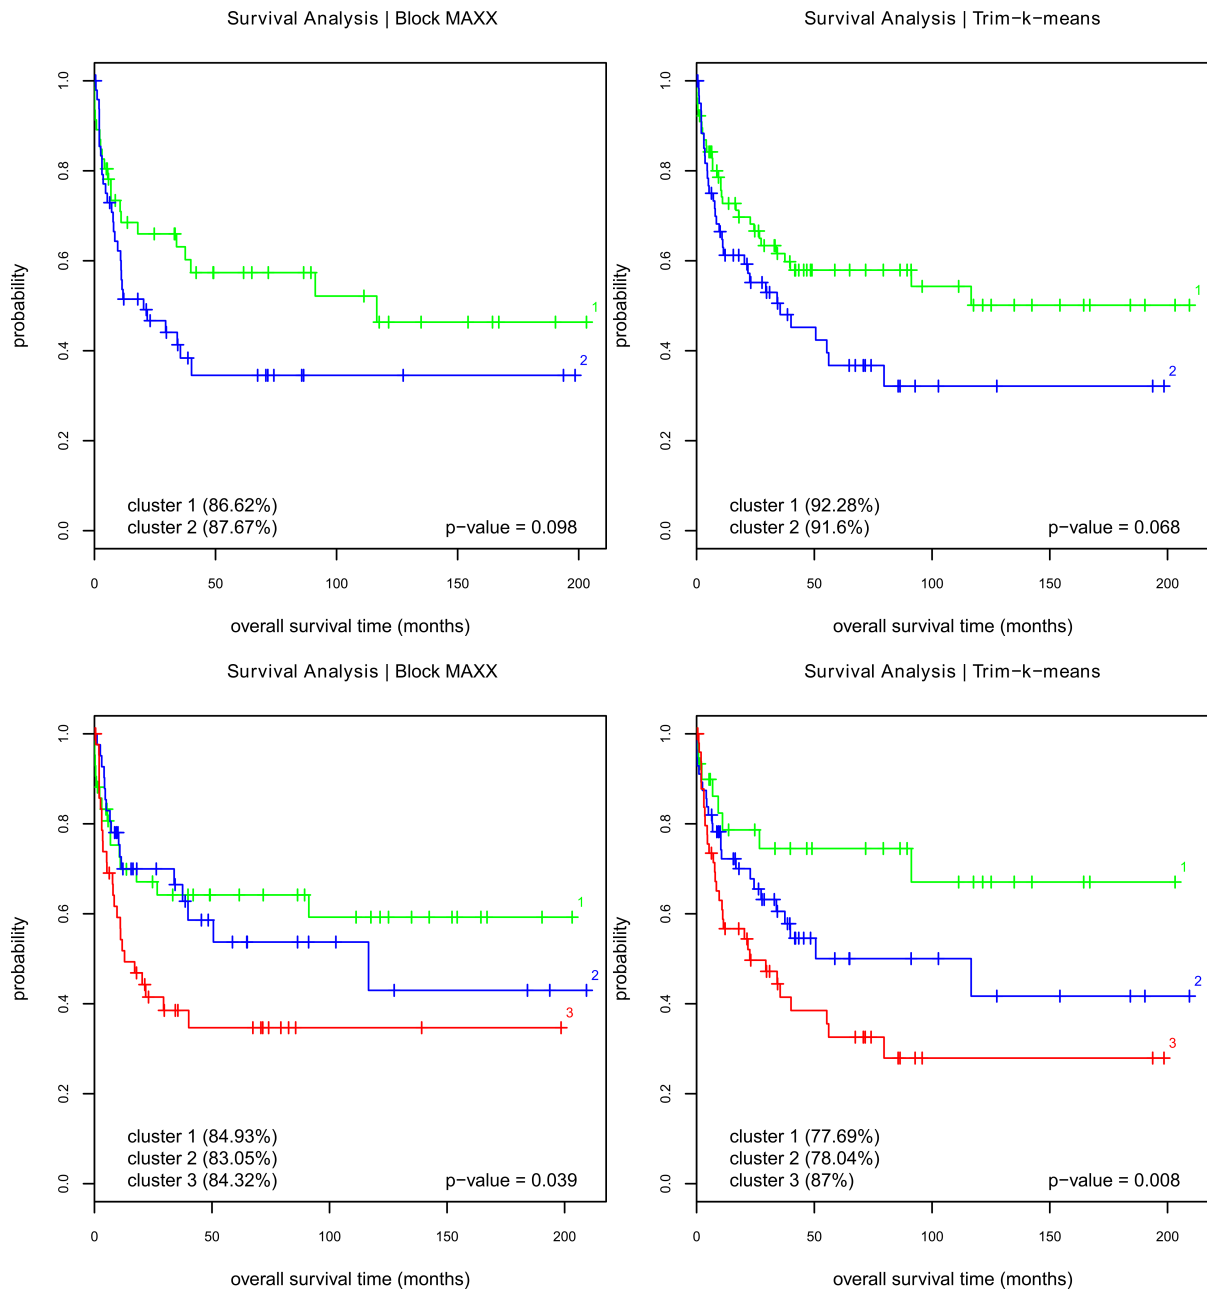 Survival Analysis | Block MAXX
probability
1.0
0.8
0.6
0.4
0.2
0.0
1
2
cluster 1 (86.62%)
cluster 2 (87.67%)
p−value = 0.098
0 50 100 150 200
overall survival time (months)
Survival Analysis | Trim−k−means
probability
1.0
0.8
0.6
0.4
0.2
0.0
1
2
cluster 1 (92.28%)
cluster 2 (91.6%)
p−value = 0.068
0 50 100 150 200
overall survival time (months)
Survival Analysis | Block MAXX
probability
1.0
0.8
0.6
0.4
0.2
0.0
1
2
3
cluster 1 (84.93%)
cluster 2 (83.05%)
cluster 3 (84.32%)
p−value = 0.039
0 50 100 150 200
overall survival time (months)
Survival Analysis | Trim−k−means
probability
1.0
0.8
0.6
0.4
0.2
0.0
1
2
3
cluster 1 (77.69%)
cluster 2 (78.04%)
cluster 3 (87%)
p−value = 0.008
0 50 100 150 200
overall survival time (months)